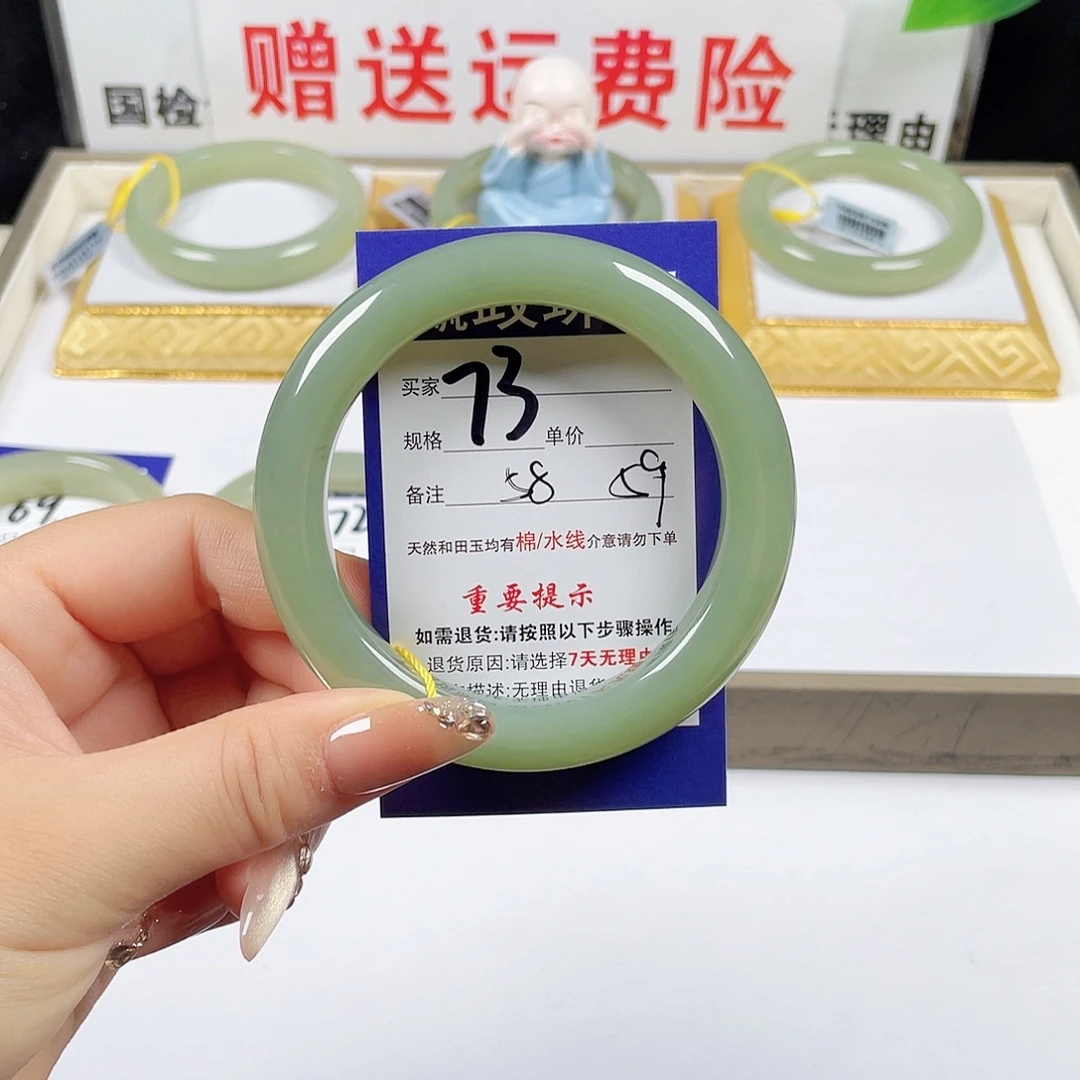 赠送运费险
国检
理由
买家 73
规格 单价
备注 58 59
天然和田玉均有棉/水线介意请勿下单
重要提示
如需退货:请按照以下步骤操作
退货原因:请选择7天无理由
描述:无理由退货
69
72